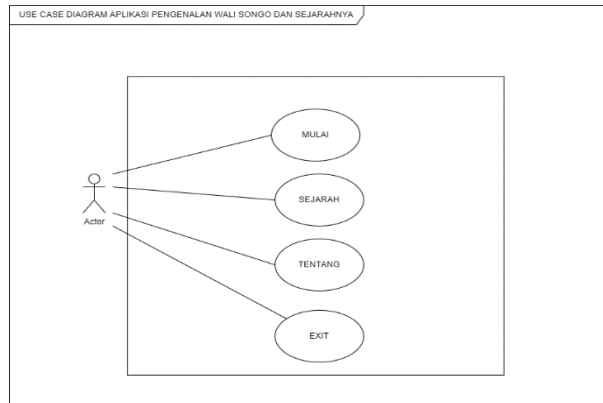 USE CASE DIAGRAM APLIKASI PENGENALAN WALI SONGO DAN SEJARAHNYA
MULAI
SEJARAH
Actor
TENTANG
EXIT